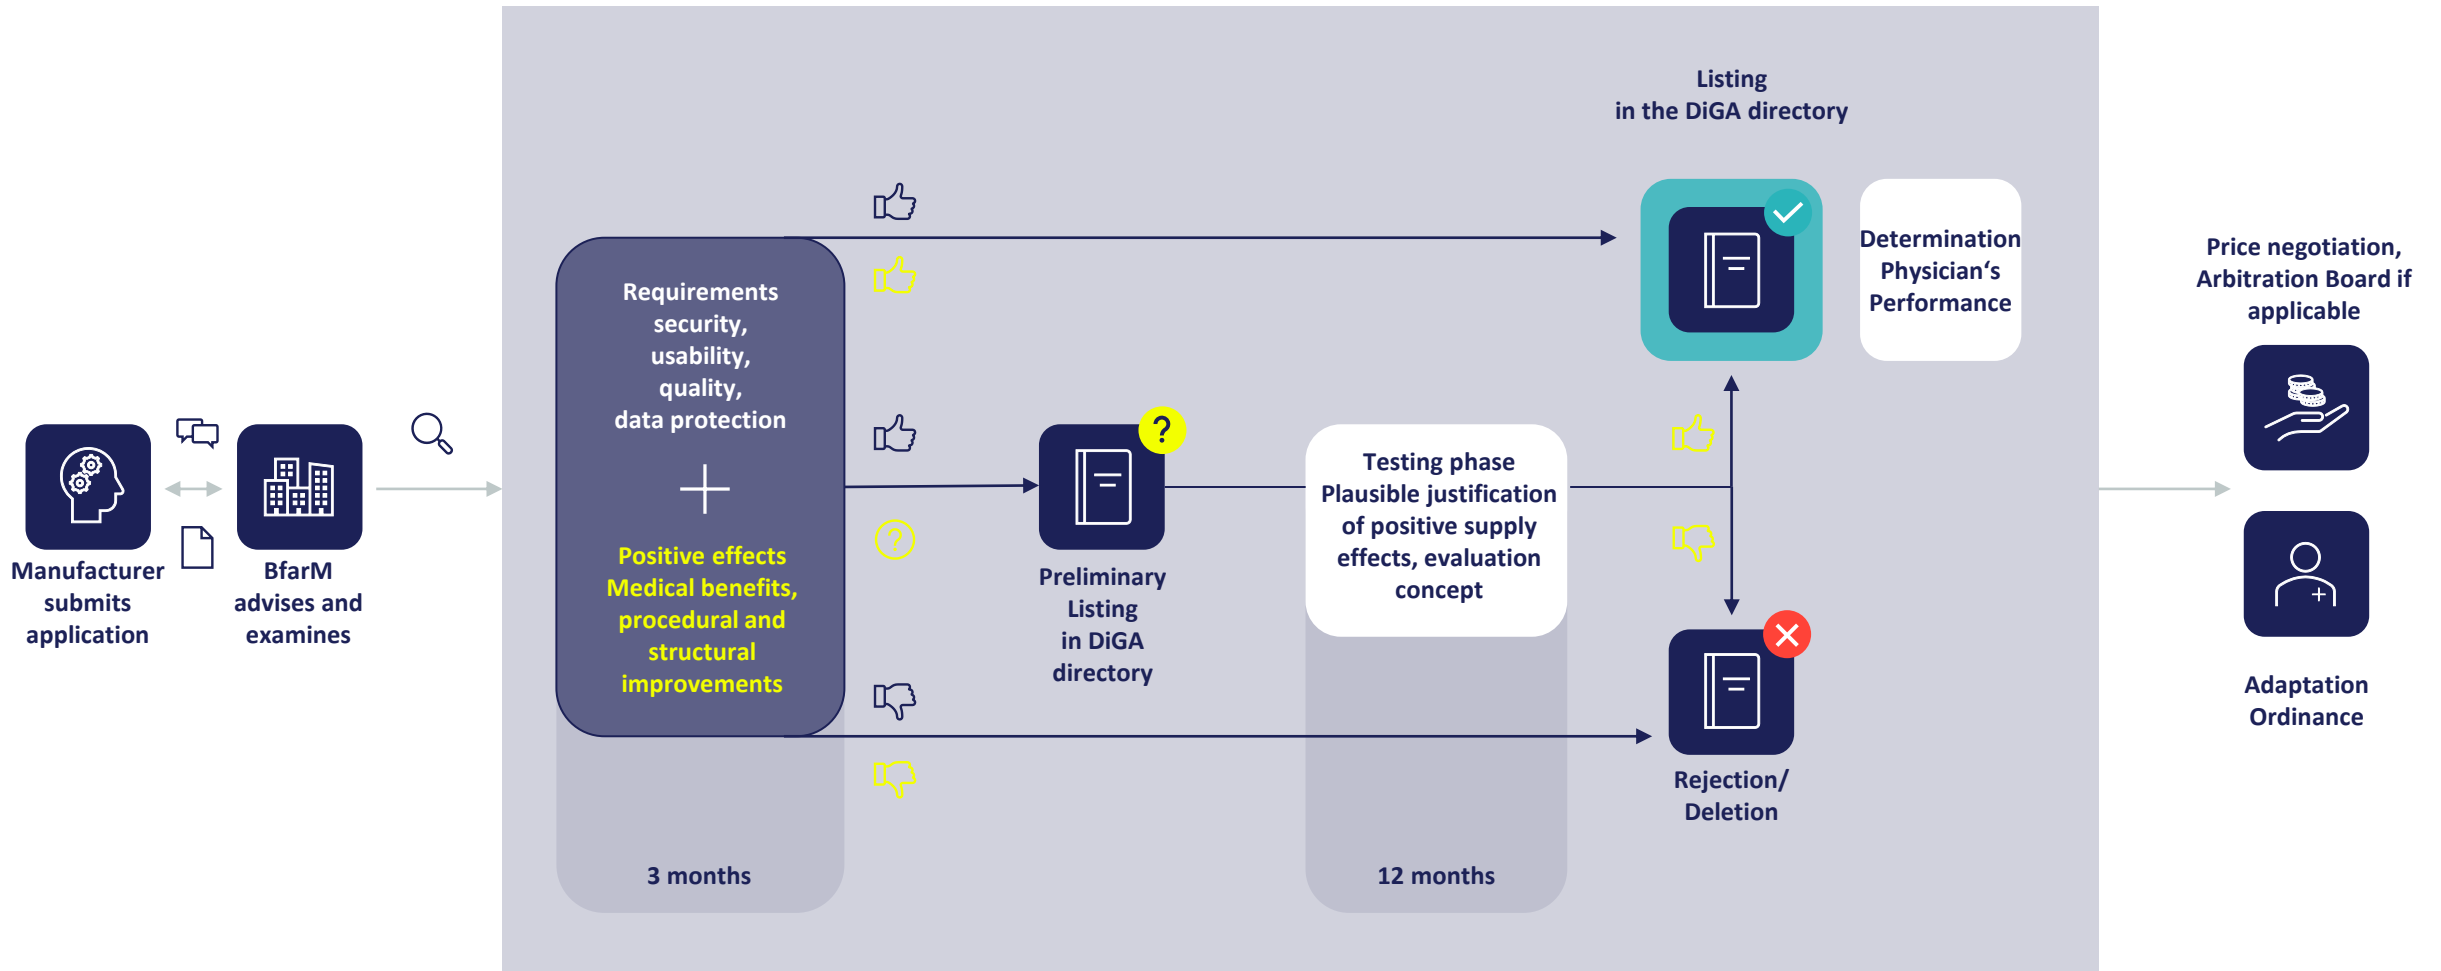 Manufacturer
submits
application
BfarM
advises and
examines
Requirements
security,
usability,
quality,
data protection
Positive effects
Medical benefits,
procedural and
structural
improvements
3 months
?
?
Preliminary
Listing
in DiGA
directory
Testing phase
Plausible justification
of positive supply
effects, evaluation
concept
12 months
Listing
in the DiGA directory
Determination
Physician‘s
Performance
Rejection/
Deletion
Price negotiation,
Arbitration Board if
applicable
Adaptation
Ordinance